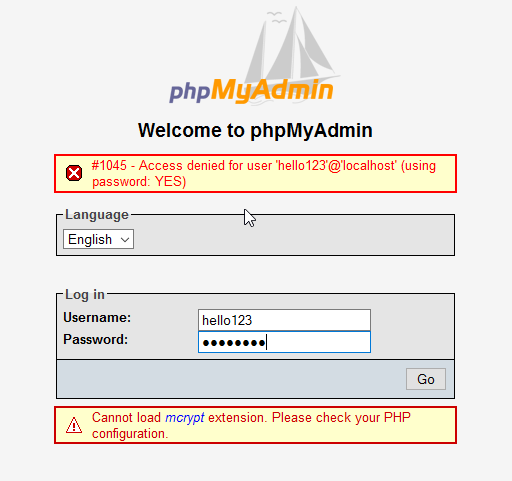 phpMyAdmin
Welcome to phpMyAdmin
#1045 - Access denied for user 'hello123'@'localhost' (using
password: YES)
Language
English
Log in
Username:
hello123
Password:
●●●●●●●●
Go
Cannot load mcrypt extension. Please check your PHP
configuration.